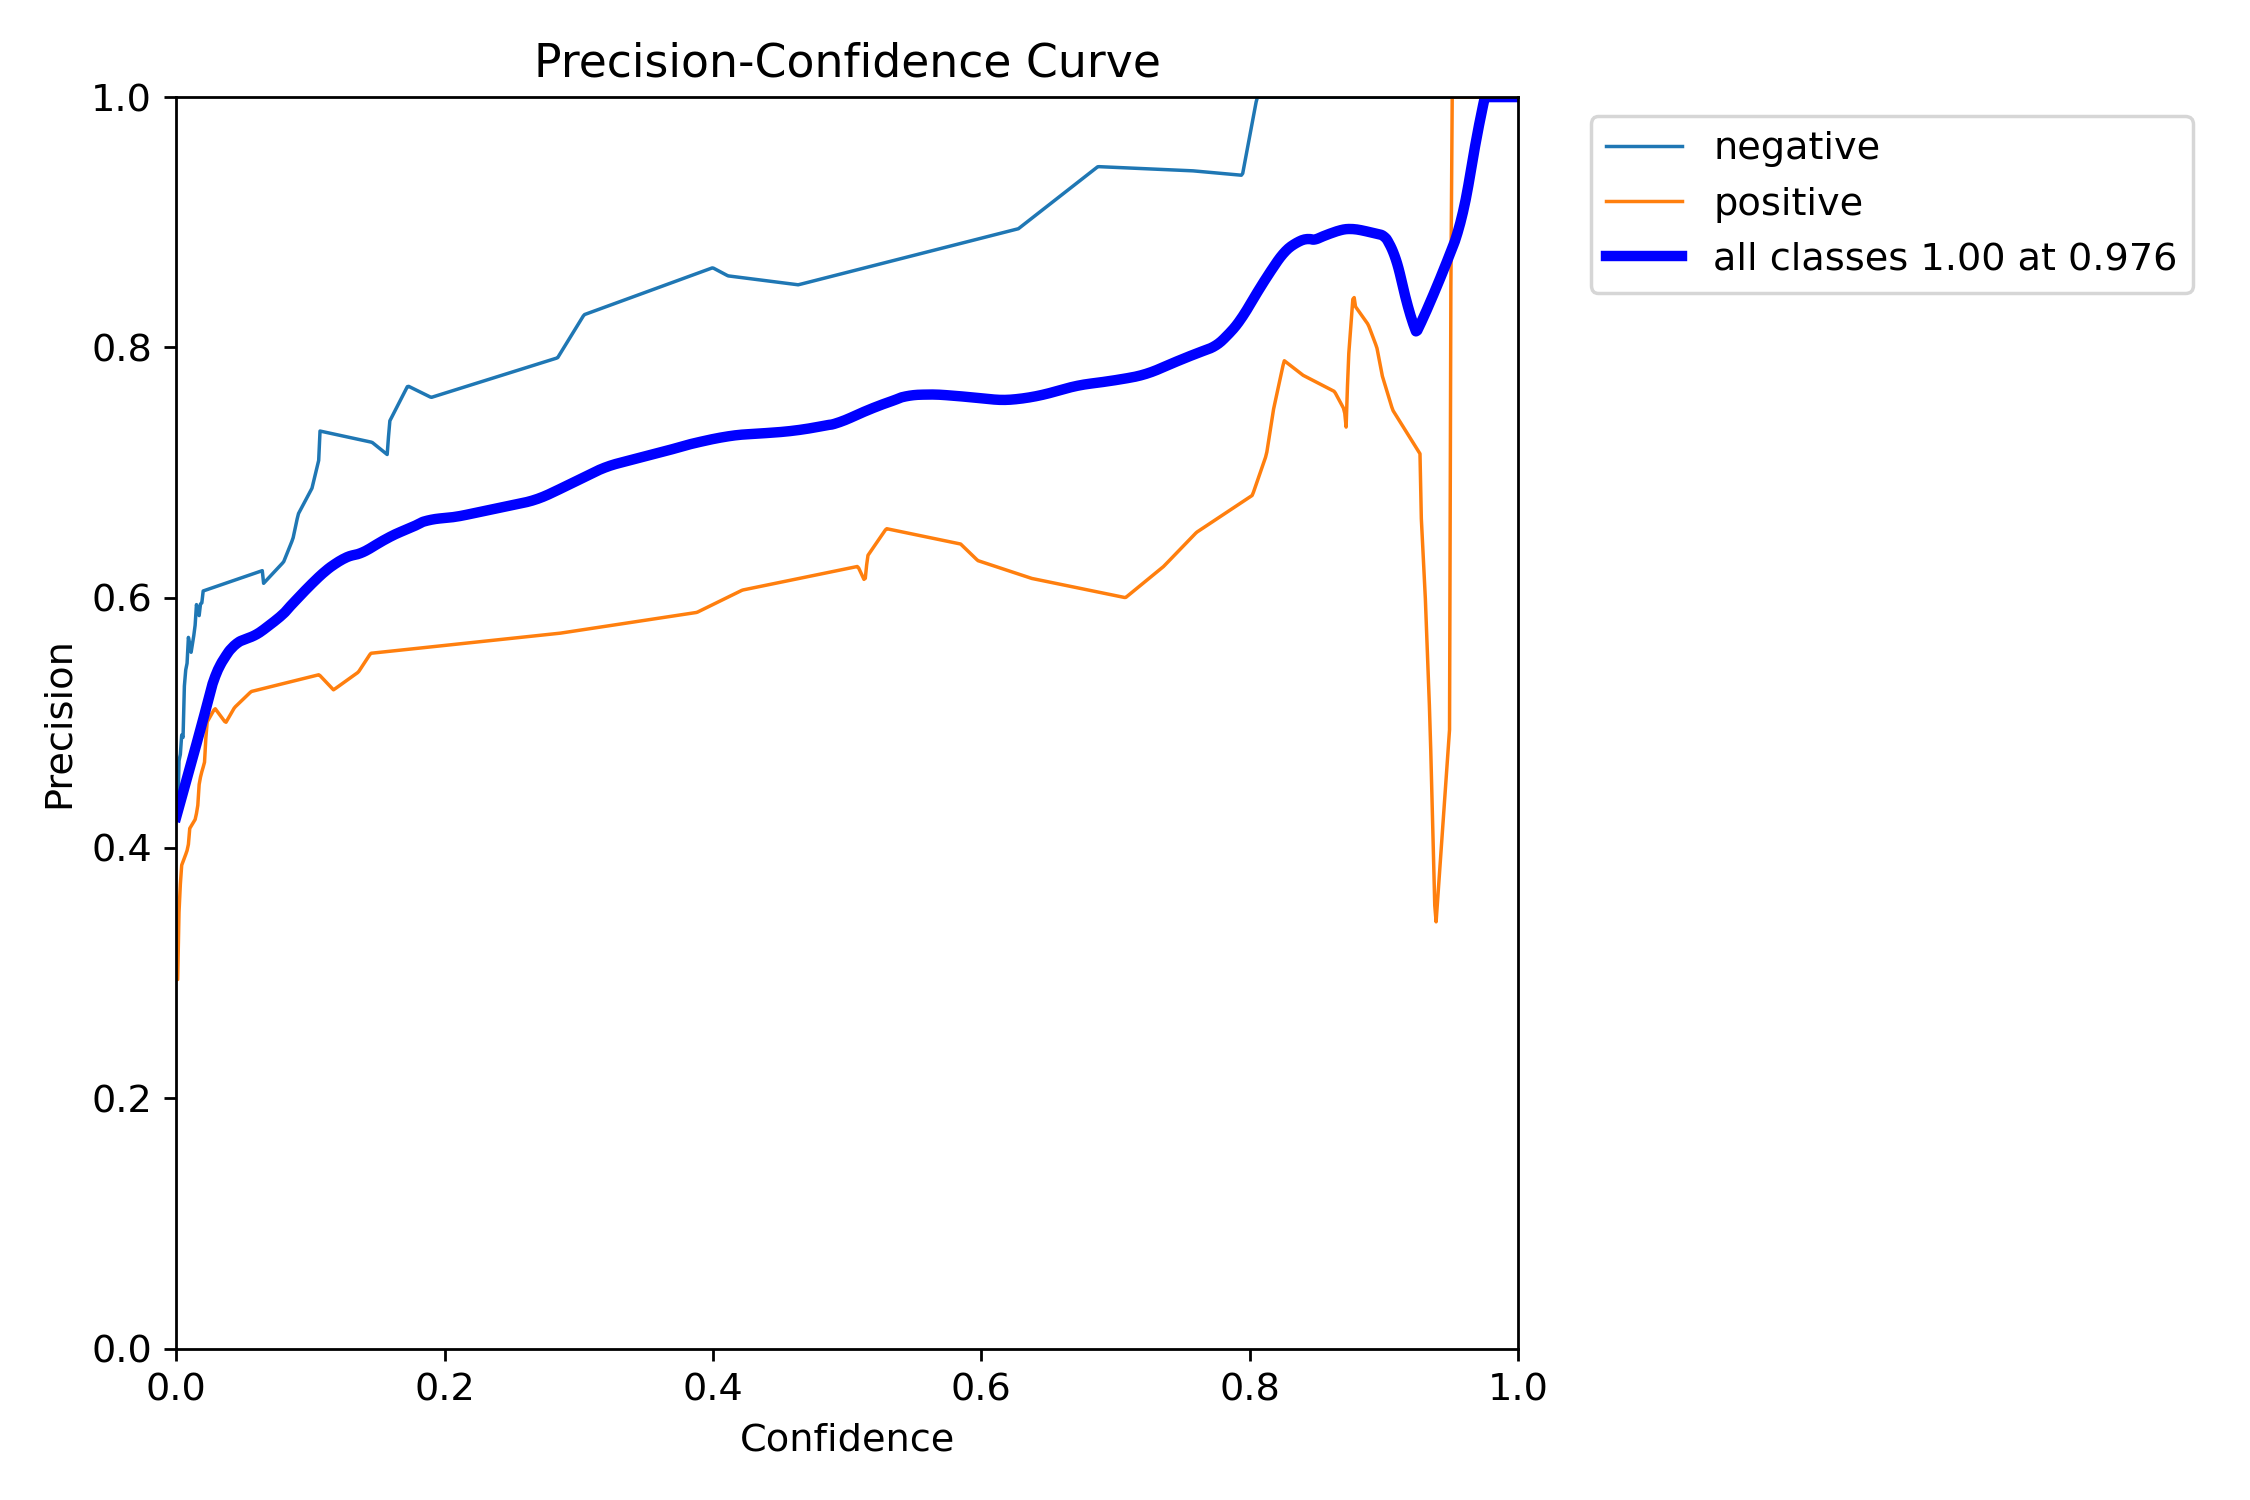 Precision-Confidence Curve
negative
positive
all classes 1.00 at 0.976
1.0
0.8
0.6
0.4
0.2
0.0
Precision
0.0 0.2 0.4 0.6 0.8 1.0
Confidence